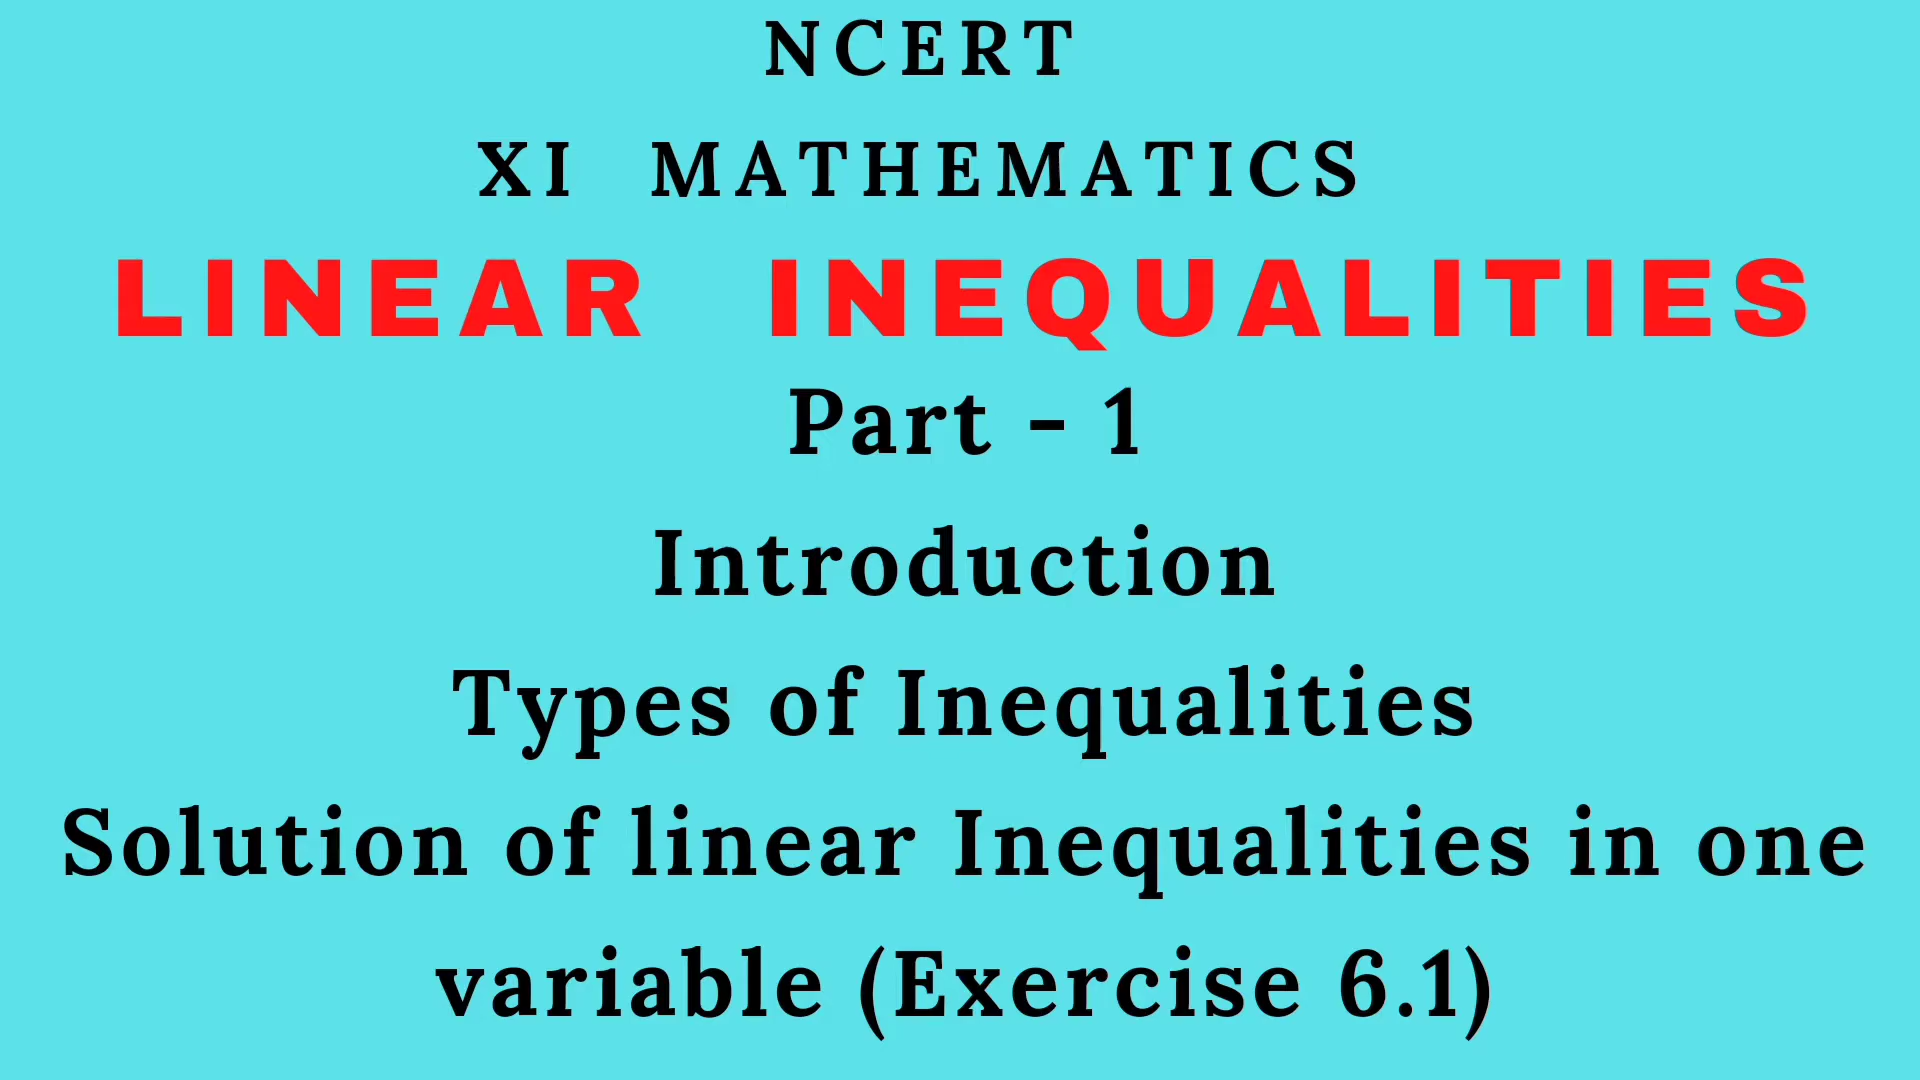 NCERT
XI MATHEMATICS
LINEAR INEQUALITIES
Part - 1
Introduction
Types of Inequalities
Solution of linear Inequalities in one
variable (Exercise 6.1)